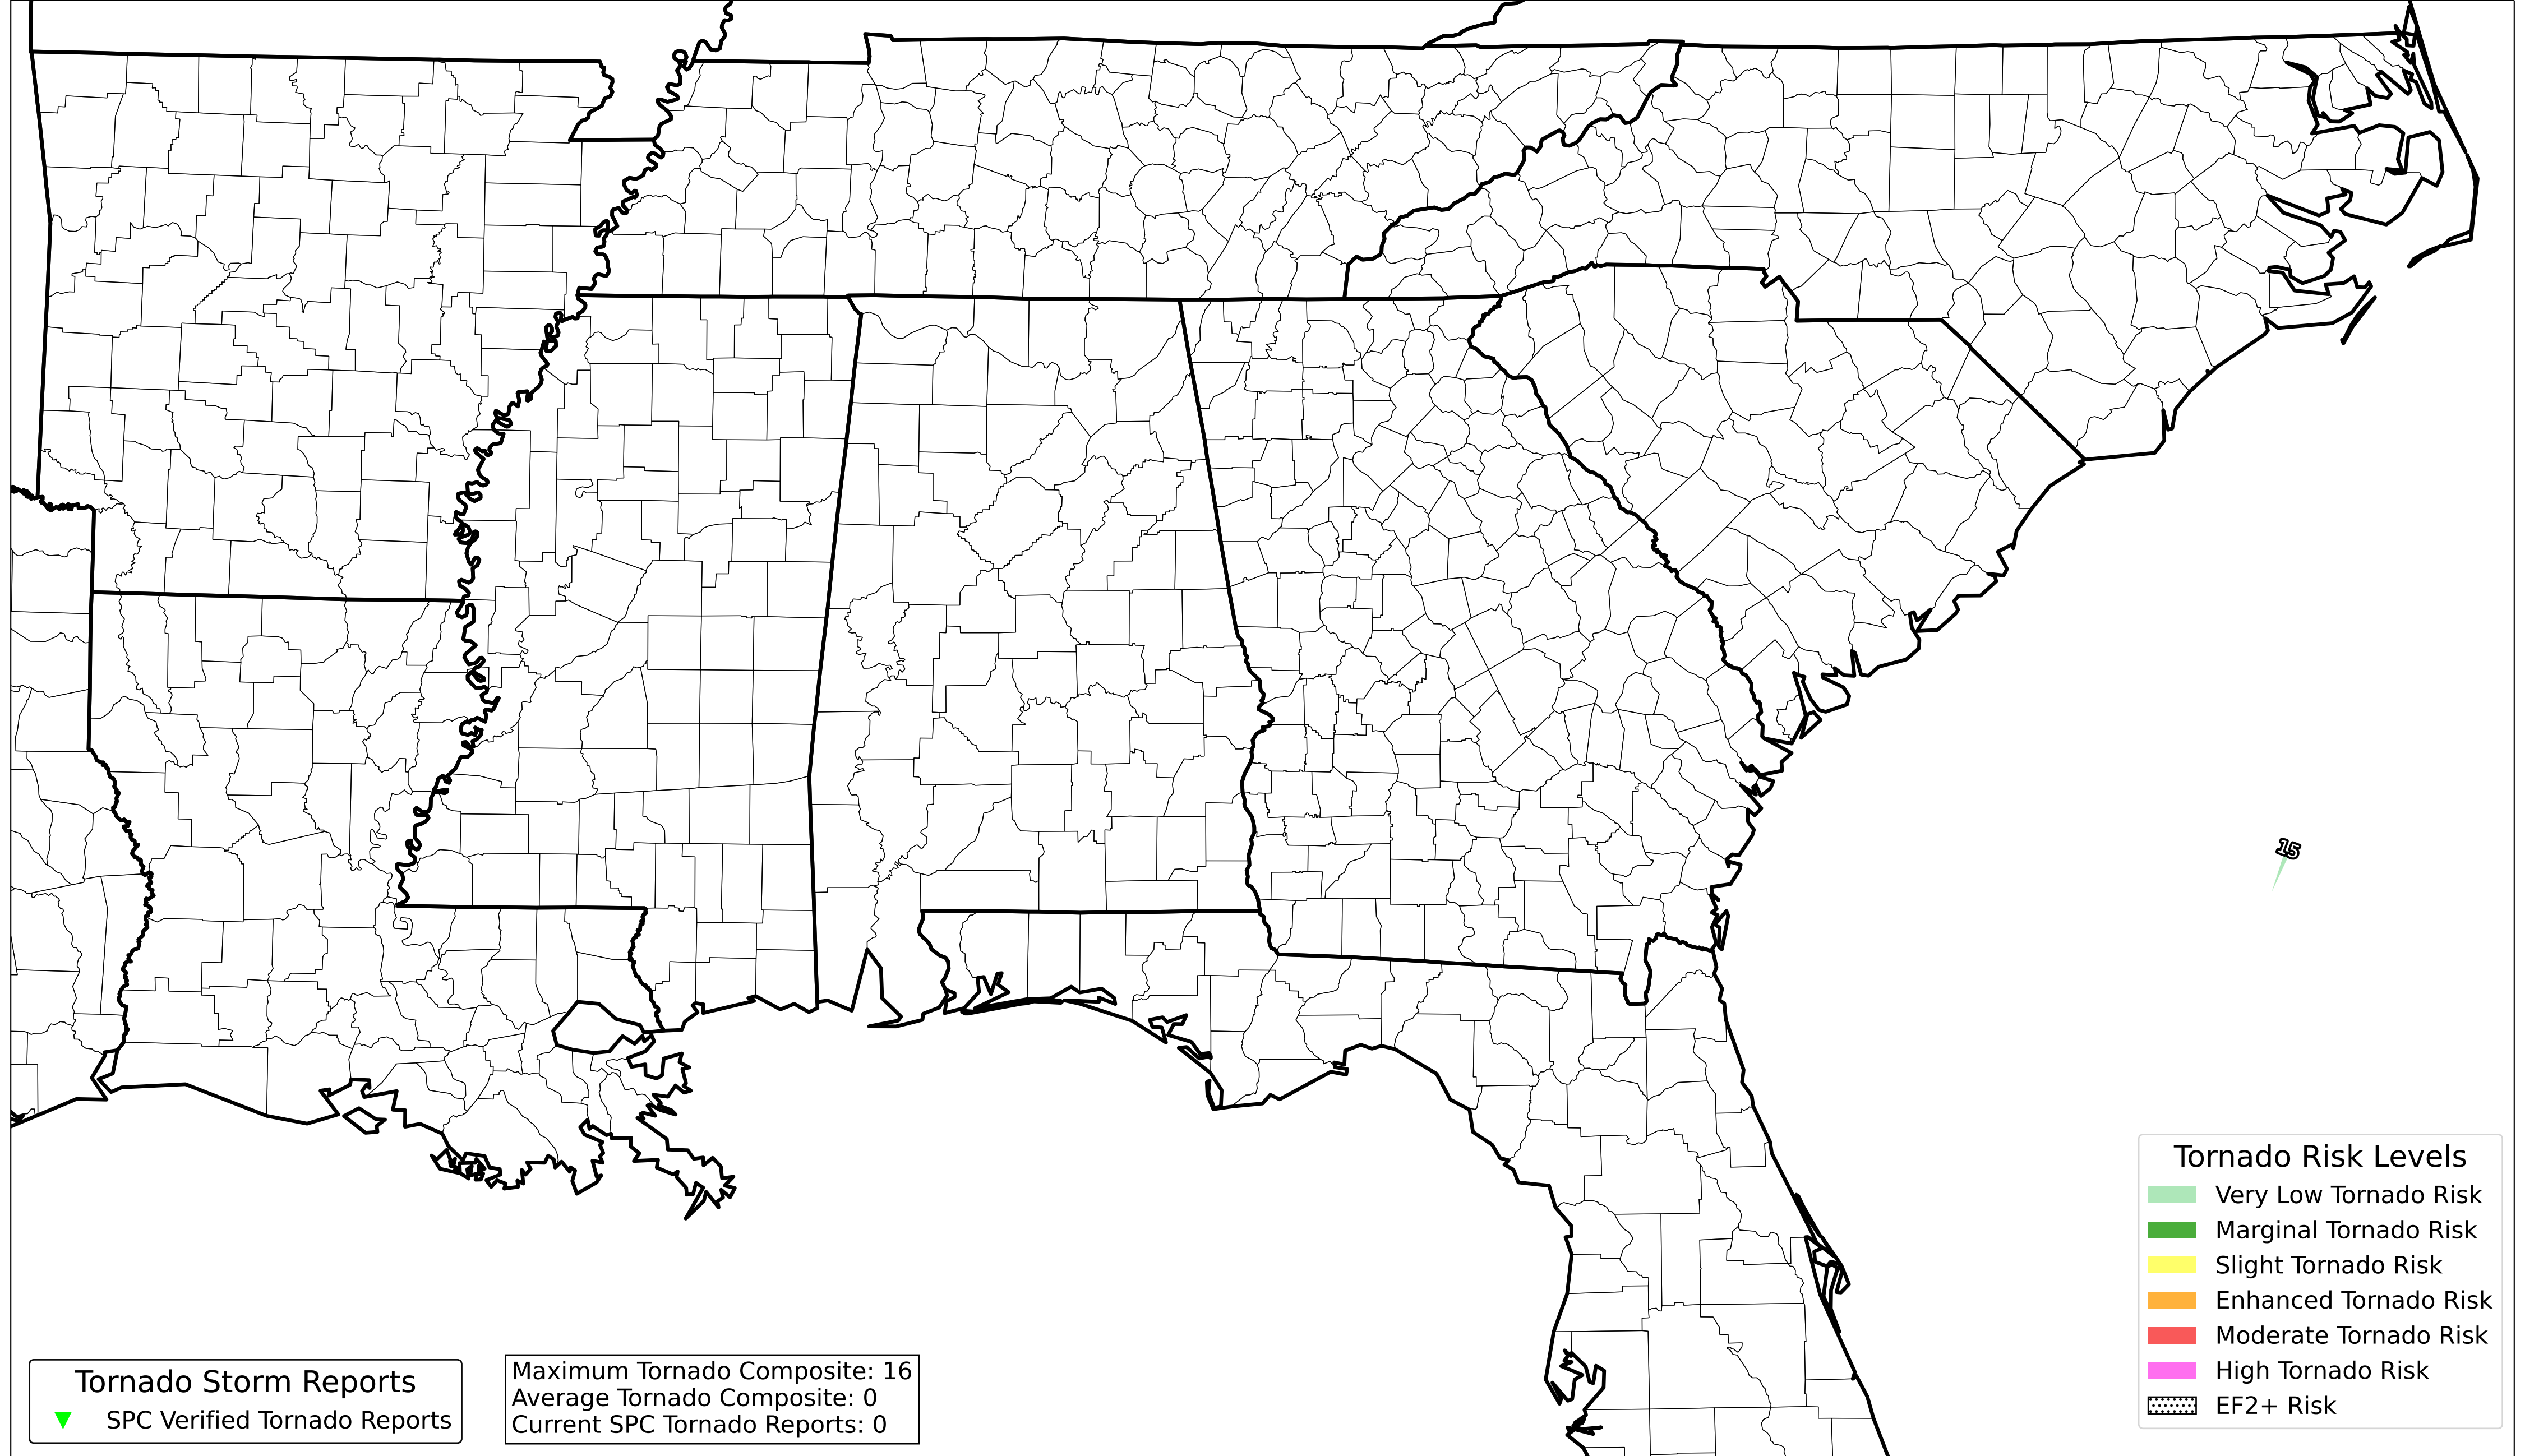 15
Tornado Risk Levels
Very Low Tornado Risk
Marginal Tornado Risk
Slight Tornado Risk
Enhanced Tornado Risk
Moderate Tornado Risk
High Tornado Risk
EF2+ Risk
Tornado Storm Reports
SPC Verified Tornado Reports
Maximum Tornado Composite: 16
Average Tornado Composite: 0
Current SPC Tornado Reports: 0